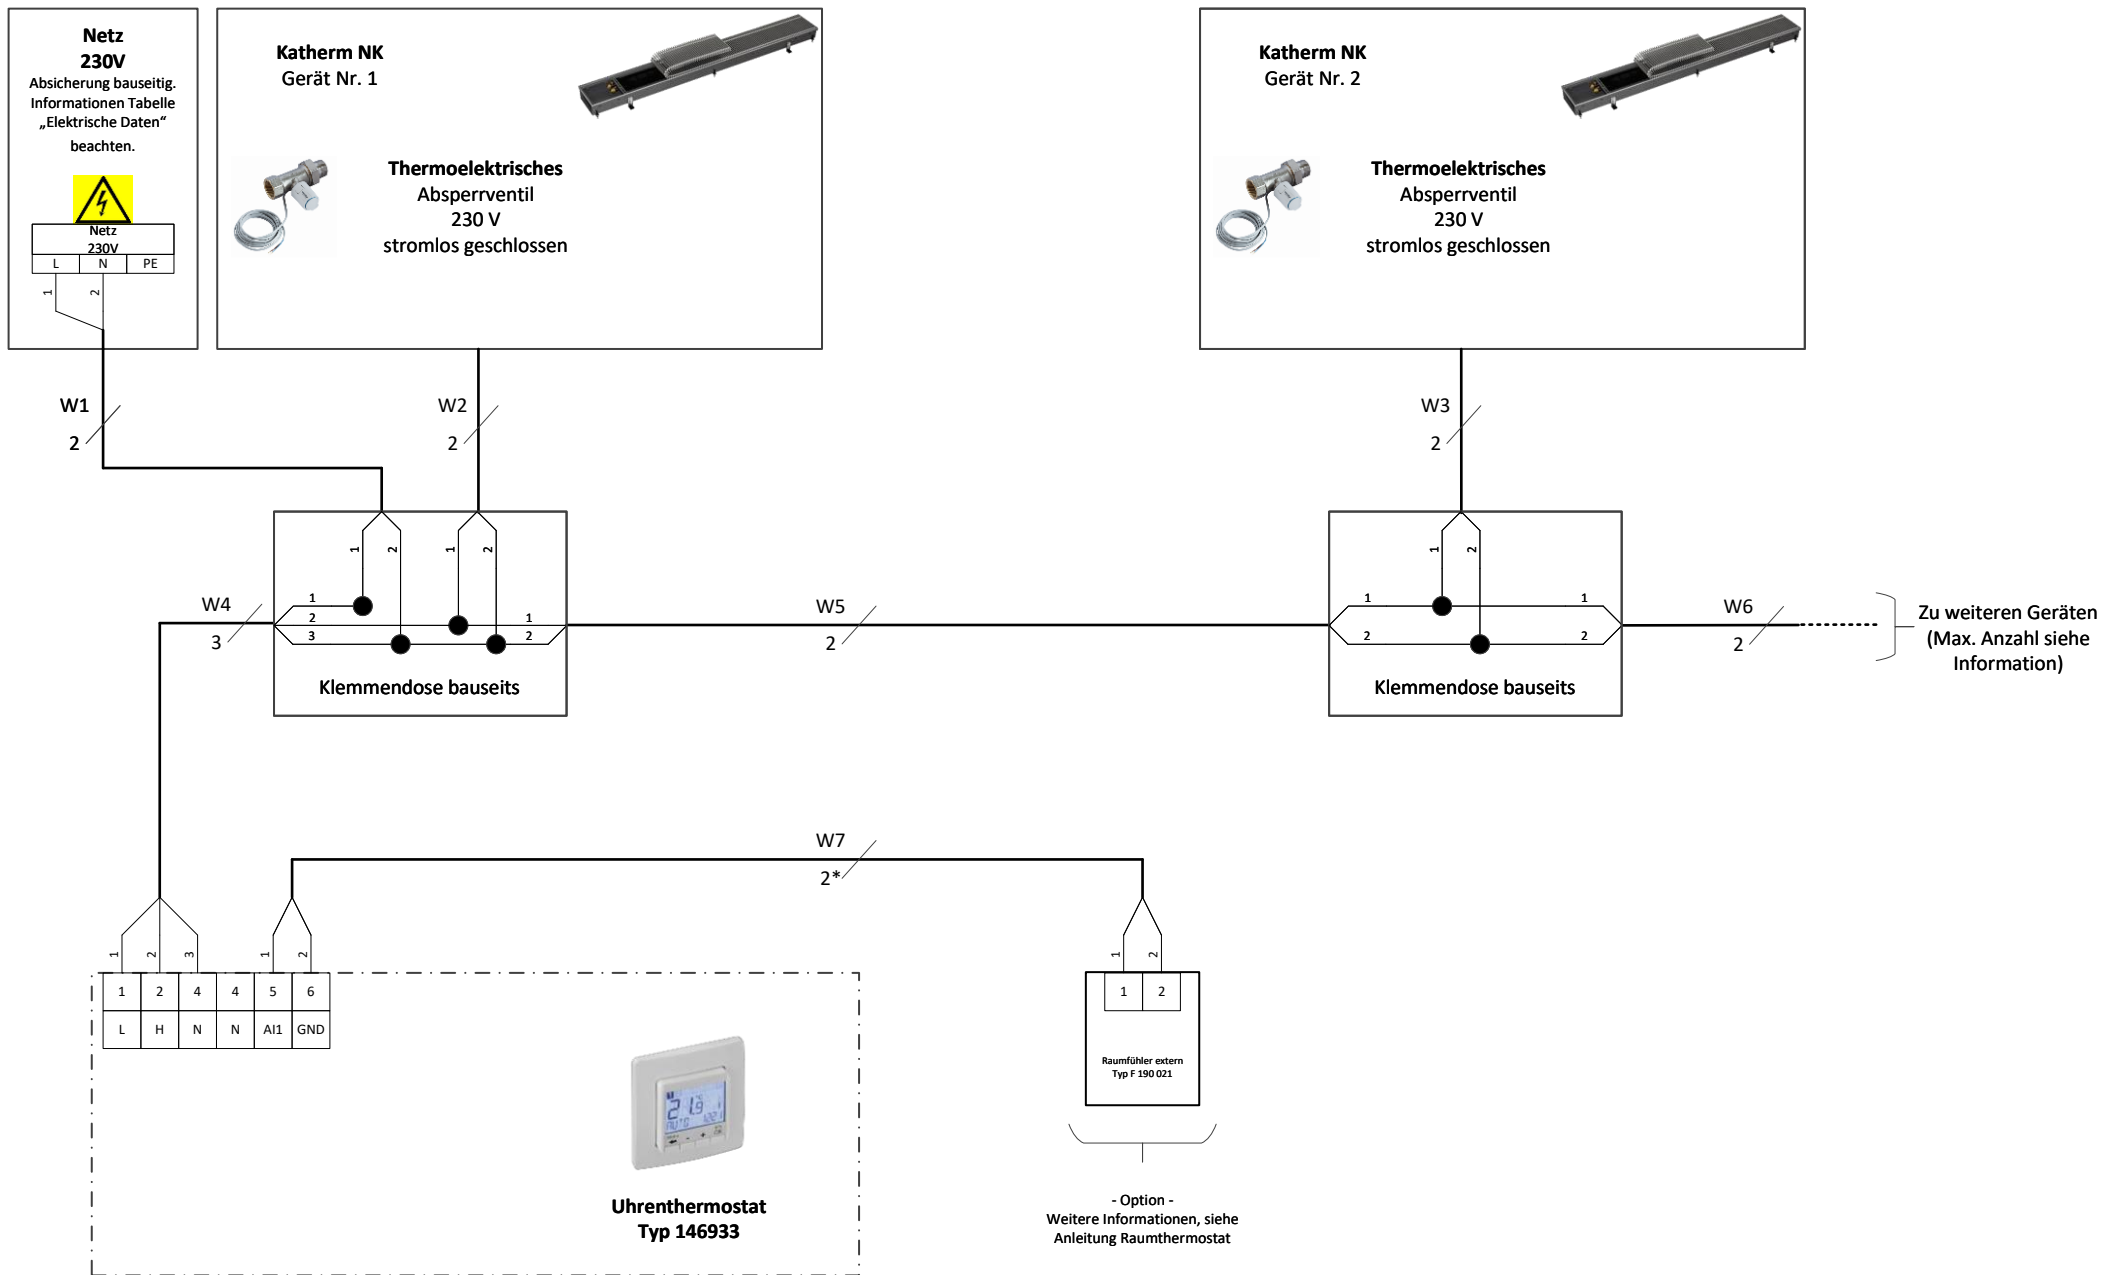 Netz
230V
Absicherung bauseitig.
Informationen Tabelle
„Elektrische Daten“
beachten.
Netz
230V
L N PE
1 2
Katherm NK
Gerät Nr. 1
Thermoelektrisches
Absperrventil
230 V
stromlos geschlossen
Katherm NK
Gerät Nr. 2
Thermoelektrisches
Absperrventil
230 V
stromlos geschlossen
W1
2
W2
2
W3
2
1 2 1 2
1
2 1
3 2
Klemmendose bauseits
W4
3
W5
2
1 2
1 1
2 2
Klemmendose bauseits
W6
2
Zu weiteren Geräten
(Max. Anzahl siehe
Information)
W7
2*
1 2 3 1 2
1 2 4 4 5 6
L H N N AI1 GND
21.9
AUTO
Uhrenthermostat
Typ 146933
1 2
1 2
Raumfühler extern
Typ F 190 021
- Option -
Weitere Informationen, siehe
Anleitung Raumthermostat